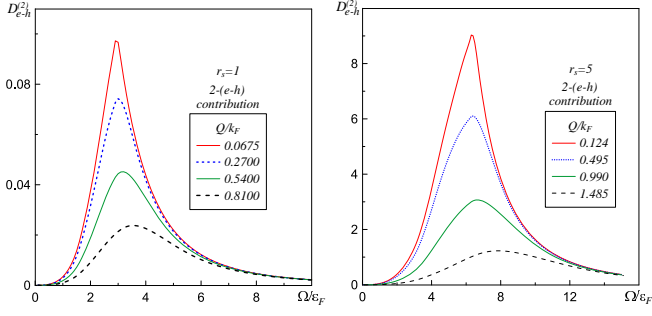 D_{e-h}^{(2)}
r_s=1
2-(e-h)
contribution
Q/k_F
0.0675
0.2700
0.5400
0.8100
0.08
0.04
0
0 2 4 6 8 Ω/ε_F
D_{e-h}^{(2)}
r_s=5
2-(e-h)
contribution
Q/k_F
0.124
0.495
0.990
1.485
8
6
4
2
0
0 4 8 12 Ω/ε_F